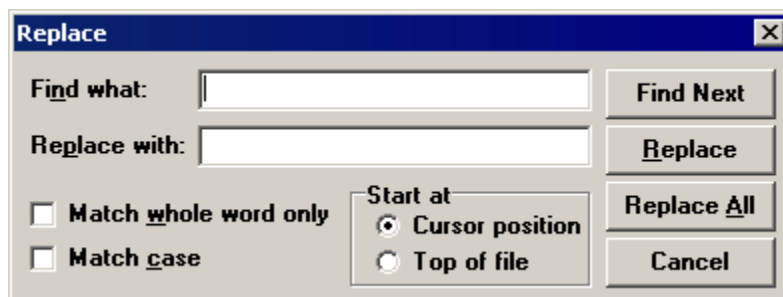 Replace
Find what:
Find Next
Replace with:
Replace
Start at
Replace All
Match whole word only
Cursor position
Match case
Top of file
Cancel